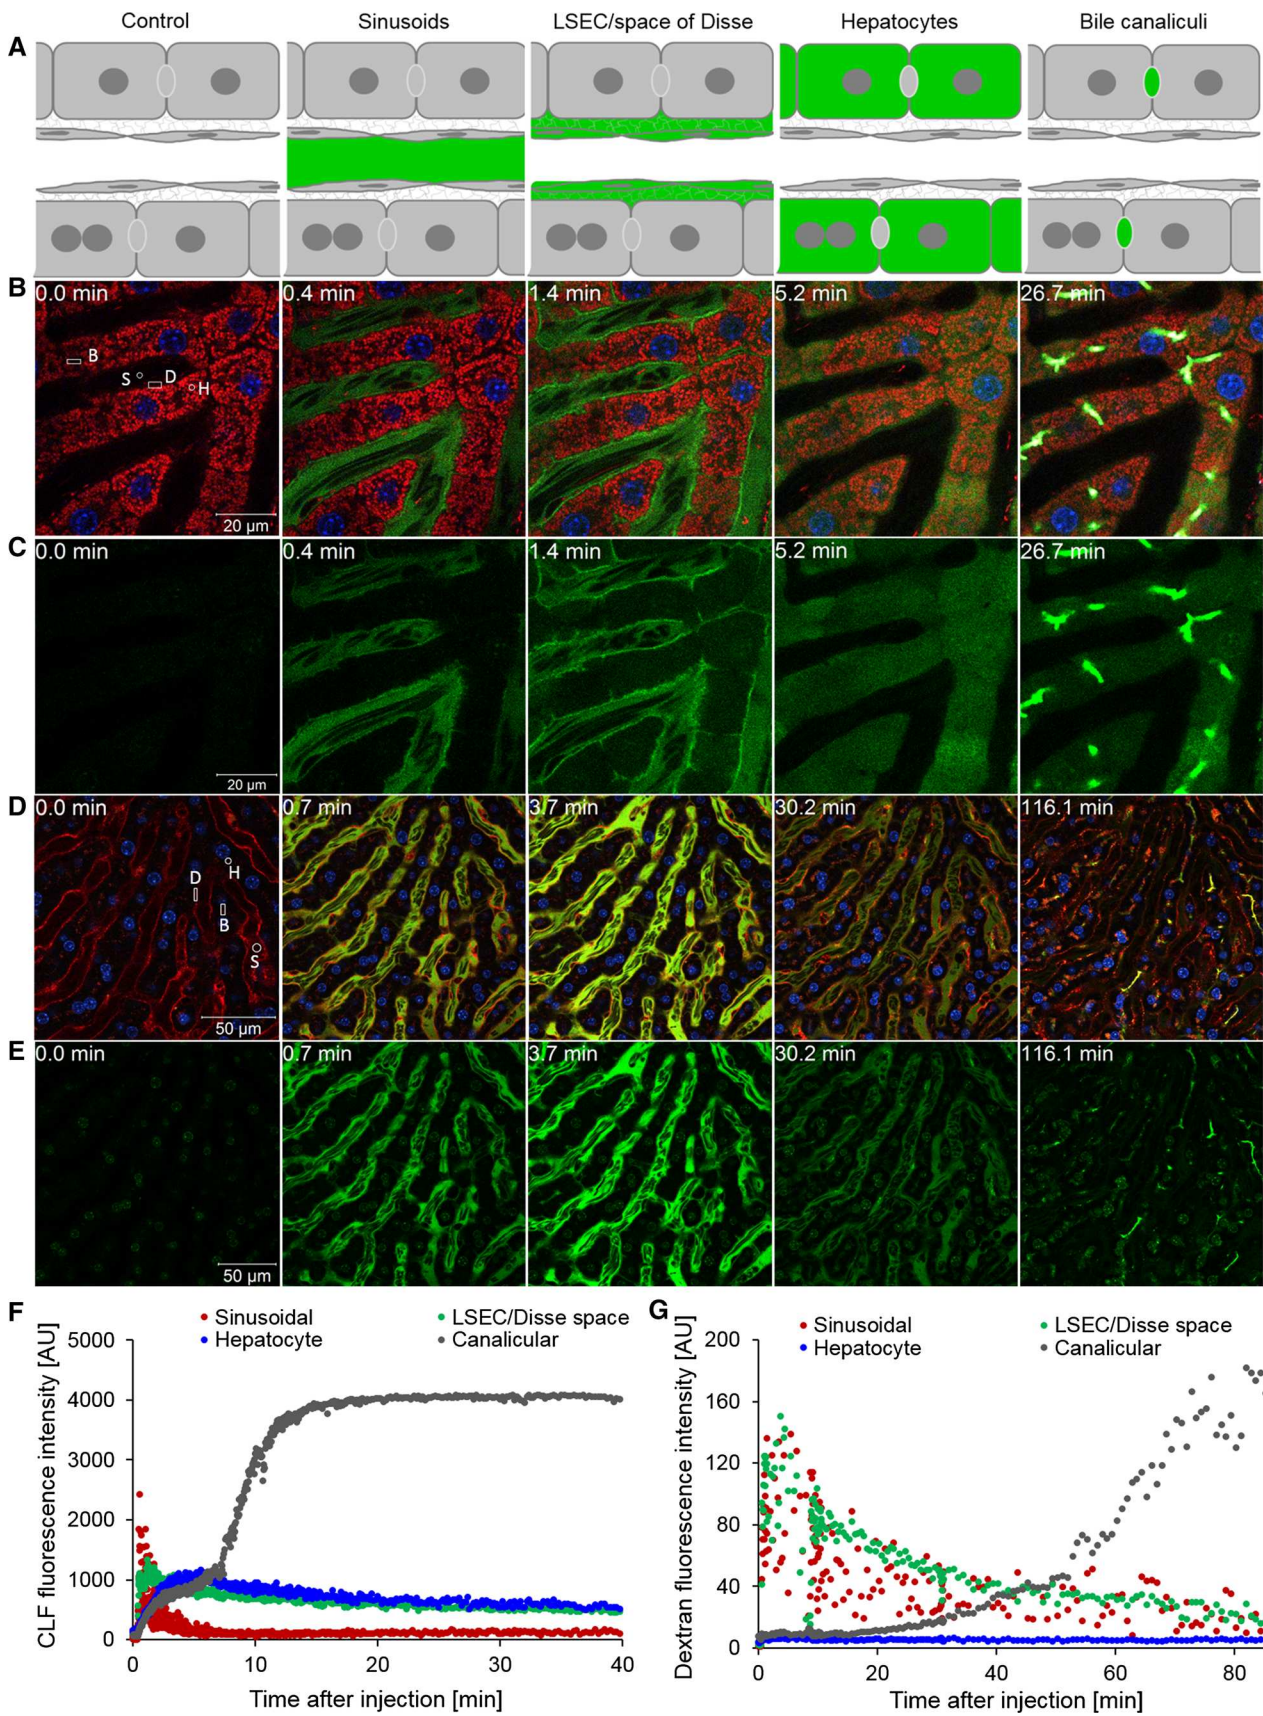 Control Sinusoids LSEC/space of Disse Hepatocytes Bile canaliculi
A
B
0.0 min 0.4 min 1.4 min 5.2 min 26.7 min
B
S D H
20 µm
C
0.0 min 0.4 min 1.4 min 5.2 min 26.7 min
20 µm
D
0.0 min 0.7 min 3.7 min 30.2 min 116.1 min
H
D
B
S
50 µm
E
0.0 min 0.7 min 3.7 min 30.2 min 116.1 min
50 µm
F
Sinusoidal LSEC/Disse space
Hepatocyte Canalicular
CLF fluorescence intensity [AU]
5000
4000
3000
2000
1000
0
0 10 20 30 40
Time after injection [min]
G
Sinusoidal LSEC/Disse space
Hepatocyte Canalicular
Dextran fluorescence intensity [AU]
200
160
120
80
40
0
0 20 40 60 80
Time after injection [min]